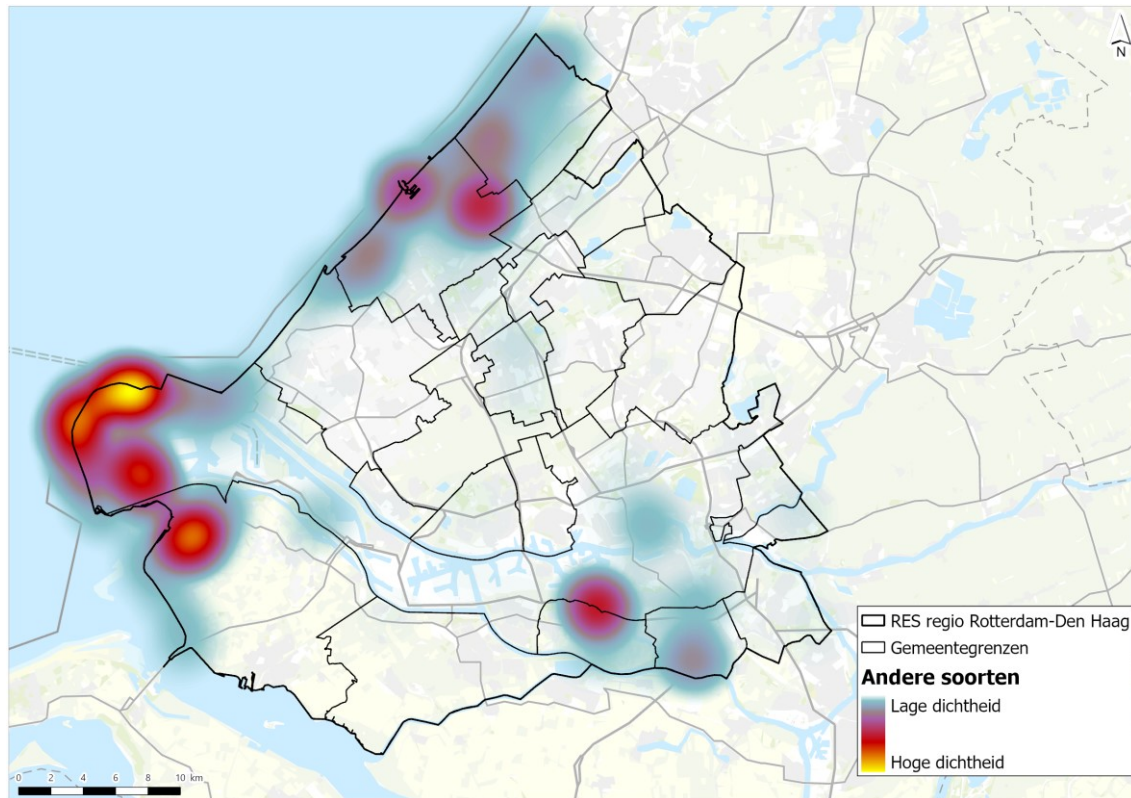 N
RES regio Rotterdam-Den Haag
Gemeentegrenzen
Andere soorten
Lage dichtheid
Hoge dichtheid
0 2 4 6 8 10 km